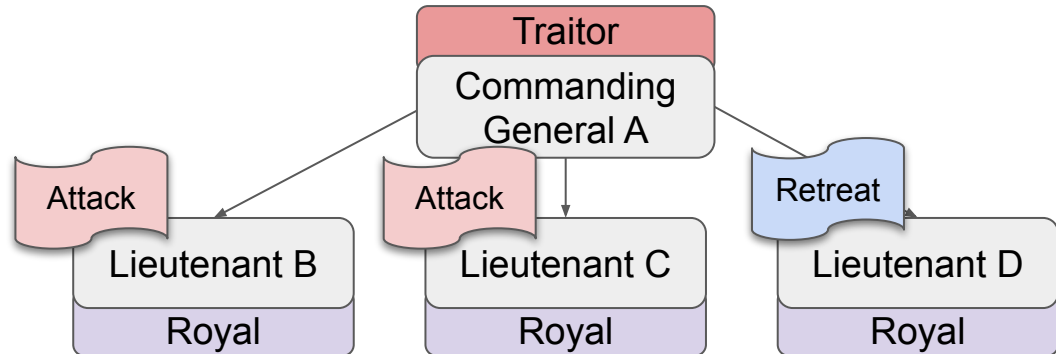 Traitor
Commanding
General A
Attack
Attack
Retreat
Lieutenant B
Lieutenant C
Lieutenant D
Royal
Royal
Royal